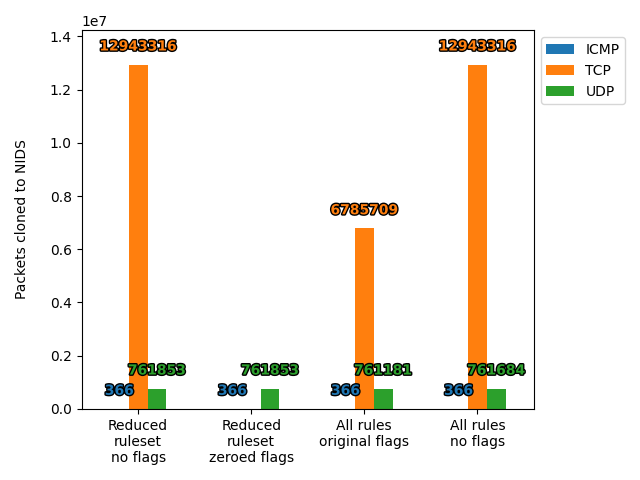 1e7
Packets cloned to NIDS
1.4
1.2
1.0
0.8
0.6
0.4
0.2
0.0
12943316
12943316
6785709
366
761853
366
761853
366
761181
366
761684
Reduced
ruleset
no flags
Reduced
ruleset
zeroed flags
All rules
original flags
All rules
no flags
ICMP
TCP
UDP